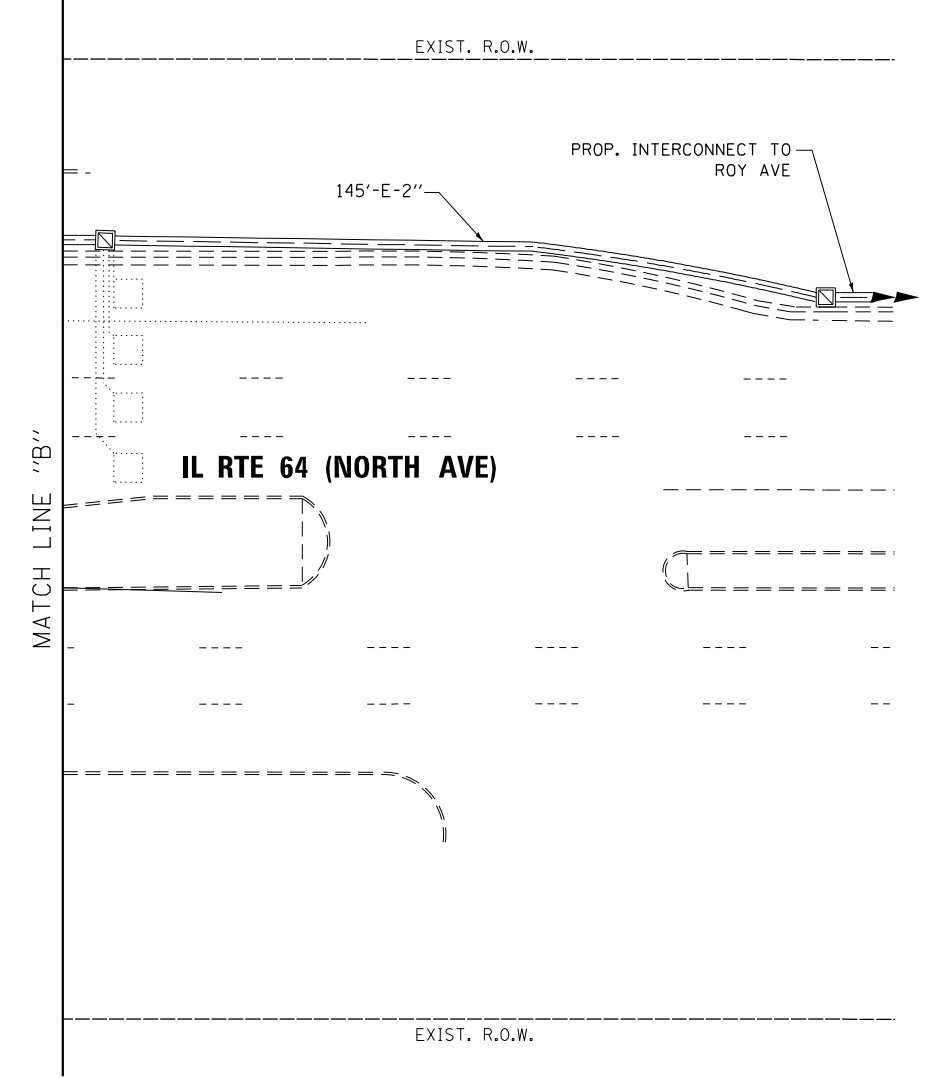 EXIST. R.O.W.
PROP. INTERCONNECT TO
ROY AVE
145'-E-2''
IL RTE 64 (NORTH AVE)
MATCH LINE ''B''
EXIST. R.O.W.